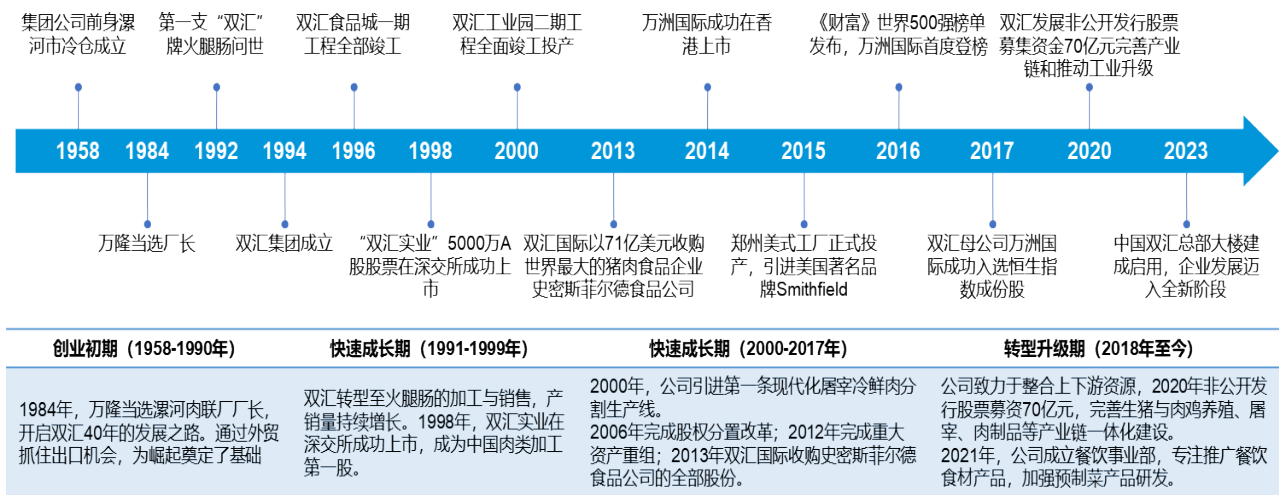 集团公司前身漯
河市冷仓成立
第一支“双汇”
牌火腿肠问世
双汇食品城一期
工程全部竣工
双汇工业园二期工
程全面竣工投产
万洲国际成功在香
港上市
《财富》世界500强榜单
发布，万洲国际首度登榜
双汇发展非公开发行股票
募集资金70亿元完善产业
链和推动工业升级
1958 1984 1992 1994 1996 1998 2000 2013 2014 2015 2016 2017 2020 2023
万隆当选厂长
双汇集团成立
“双汇实业”5000万A
股股票在深交所成功上
市
双汇国际以71亿美元收购
世界最大的猪肉食品企业
史密斯菲尔德食品公司
郑州美式工厂正式投
产，引进美国著名品
牌Smithfield
双汇母公司万洲国
际成功入选恒生指
数成份股
中国双汇总部大楼建
成启用，企业发展迈
入全新阶段
创业初期（1958-1990年）
快速成长期（1991-1999年）
快速成长期（2000-2017年）
转型升级期（2018年至今）
1984年，万隆当选漯河肉联厂厂长，
开启双汇40年的发展之路。通过外贸
抓住出口机会，为崛起奠定了基础
双汇转型至火腿肠的加工与销售，产
销量持续增长。1998年，双汇实业在
深交所成功上市，成为中国肉类加工
第一股。
2000年，公司引进第一条现代化屠宰冷鲜肉分
割生产线。
2006年完成股权分置改革；2012年完成重大
资产重组；2013年双汇国际收购史密斯菲尔德
食品公司的全部股份。
公司致力于整合上下游资源，2020年非公开发
行股票募资70亿元，完善生猪与肉鸡养殖、屠
宰、肉制品等产业链一体化建设。
2021年，公司成立餐饮事业部，专注推广餐饮
食材产品，加强预制菜产品研发。